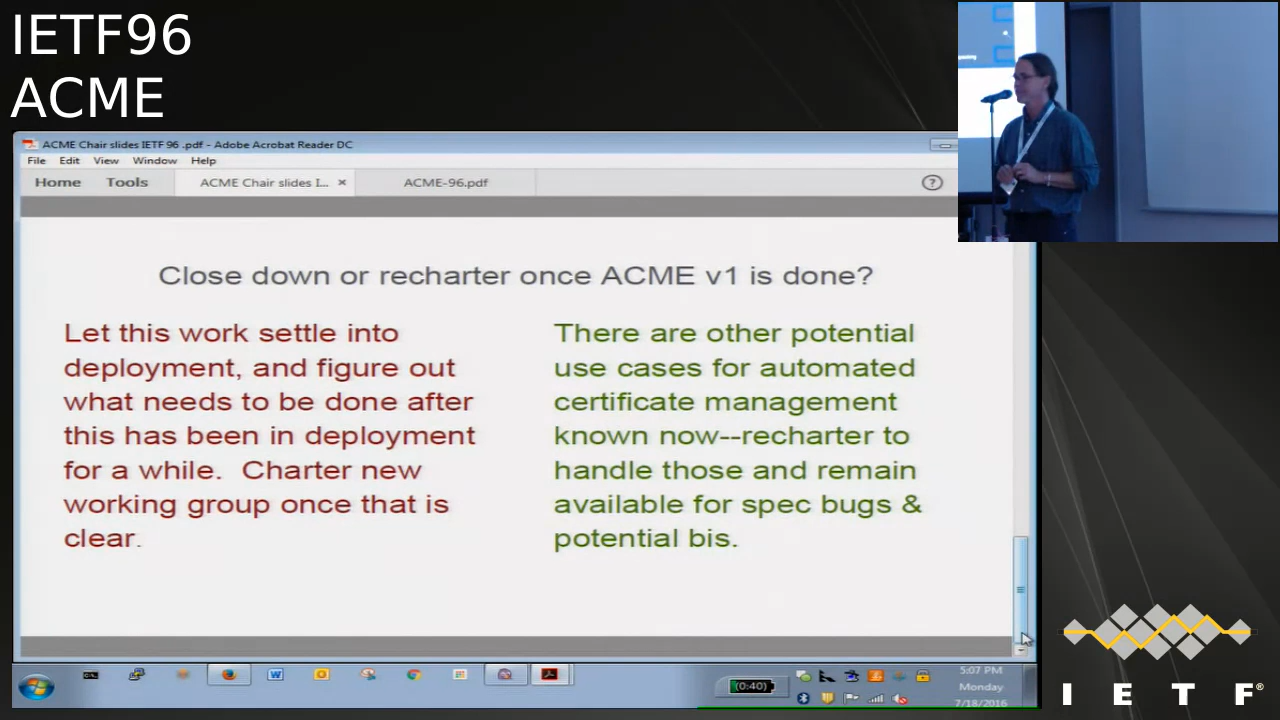 IETF96
ACME
ACME Chair slides IETF 96 .pdf - Adobe Acrobat Reader DC
File Edit View Window Help
Home Tools ACME Chair slides I... × ACME-96.pdf ?
Close down or recharter once ACME v1 is done?
Let this work settle into
deployment, and figure out
what needs to be done after
this has been in deployment
for a while. Charter new
working group once that is
clear.
There are other potential
use cases for automated
certificate management
known now--recharter to
handle those and remain
available for spec bugs &
potential bis.
(0:40)
5:07 PM
Monday
7/18/2016
I E T F®